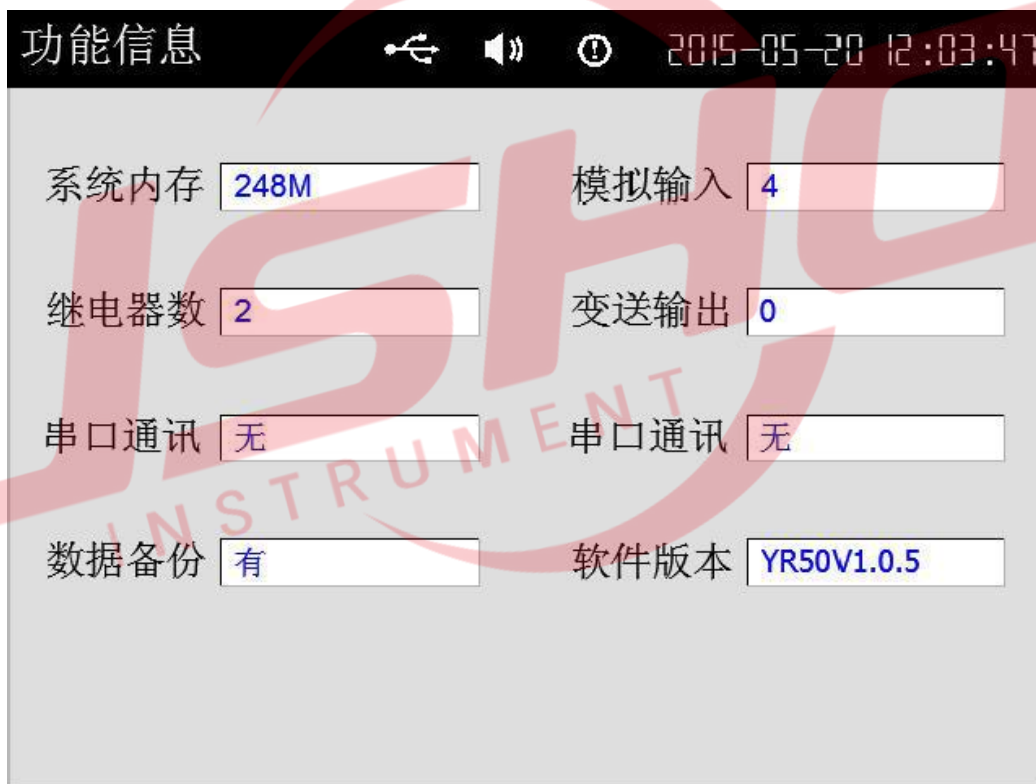 功能信息 2015-05-20 12:03:47
系统内存 248M 模拟输入 4
继电器数 2 变送输出 0
串口通讯 无 串口通讯 无
数据备份 有 软件版本 YR50V1.0.5
INSTRUMENT